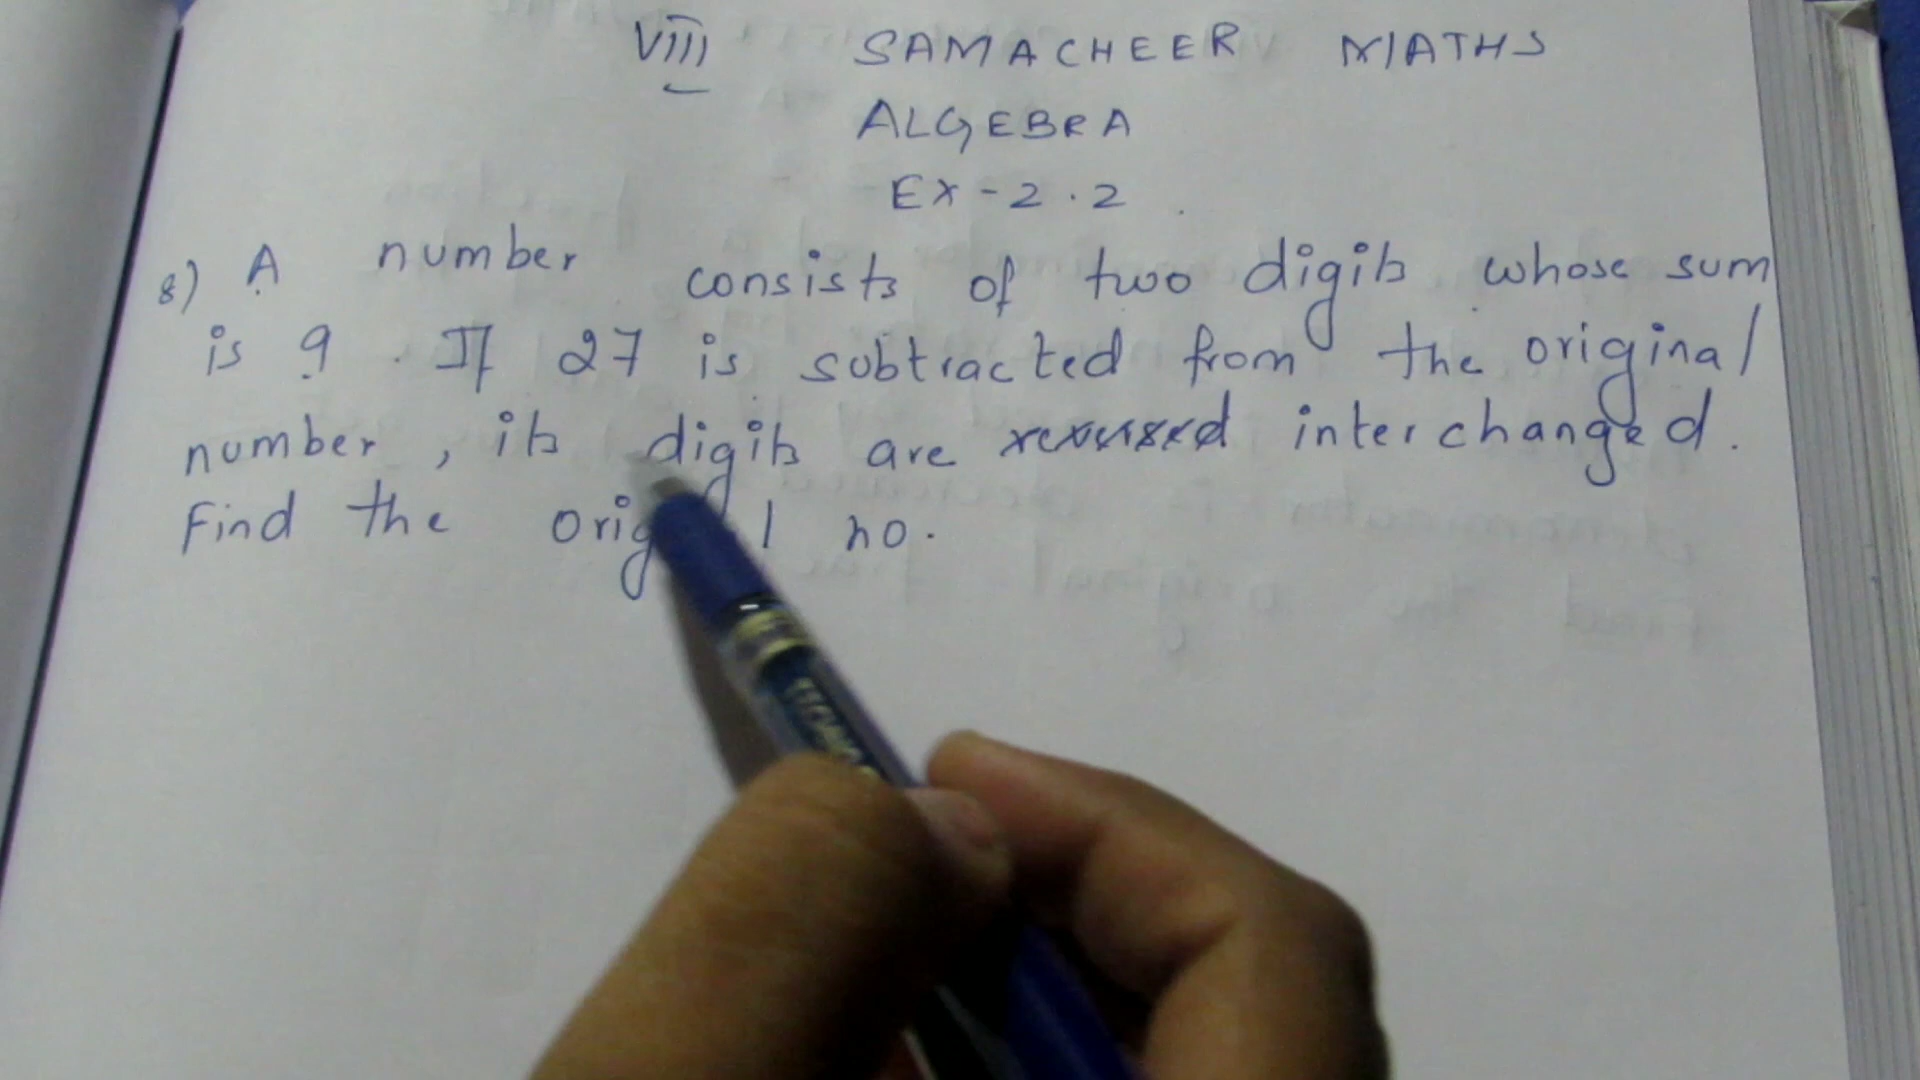 VIII SAMACHEER MATHS
ALGEBRA
EX-2.2
8) A number consists of two digits whose sum
is 9. If 27 is subtracted from the original
number, its digits are reversed interchanged.
Find the no.